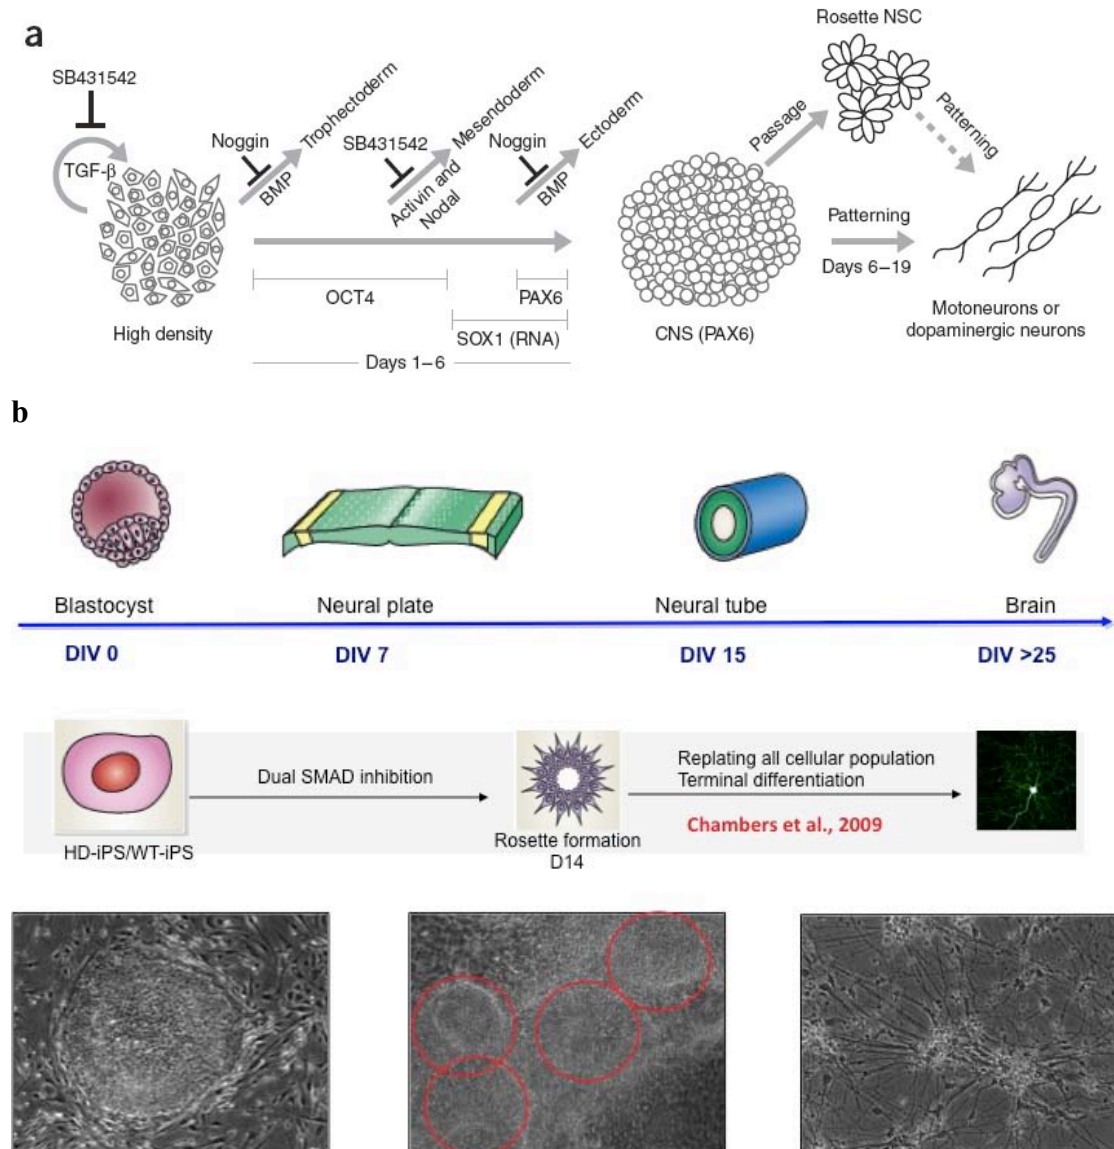 a
Rosette NSC
SB431542
TGF-β
Noggin
BMP
Trophectoderm
SB431542
Activin and
Nodal
Mesendoderm
Noggin
BMP
Ectoderm
Passage
Patterning
Patterning
Days 6–19
OCT4
PAX6
SOX1 (RNA)
Days 1–6
High density
CNS (PAX6)
Motoneurons or
dopaminergic neurons
b
Blastocyst
Neural plate
Neural tube
Brain
DIV 0
DIV 7
DIV 15
DIV >25
Dual SMAD inhibition
Replating all cellular population
Terminal differentiation
Chambers et al., 2009
HD-iPS/WT-iPS
Rosette formation
D14